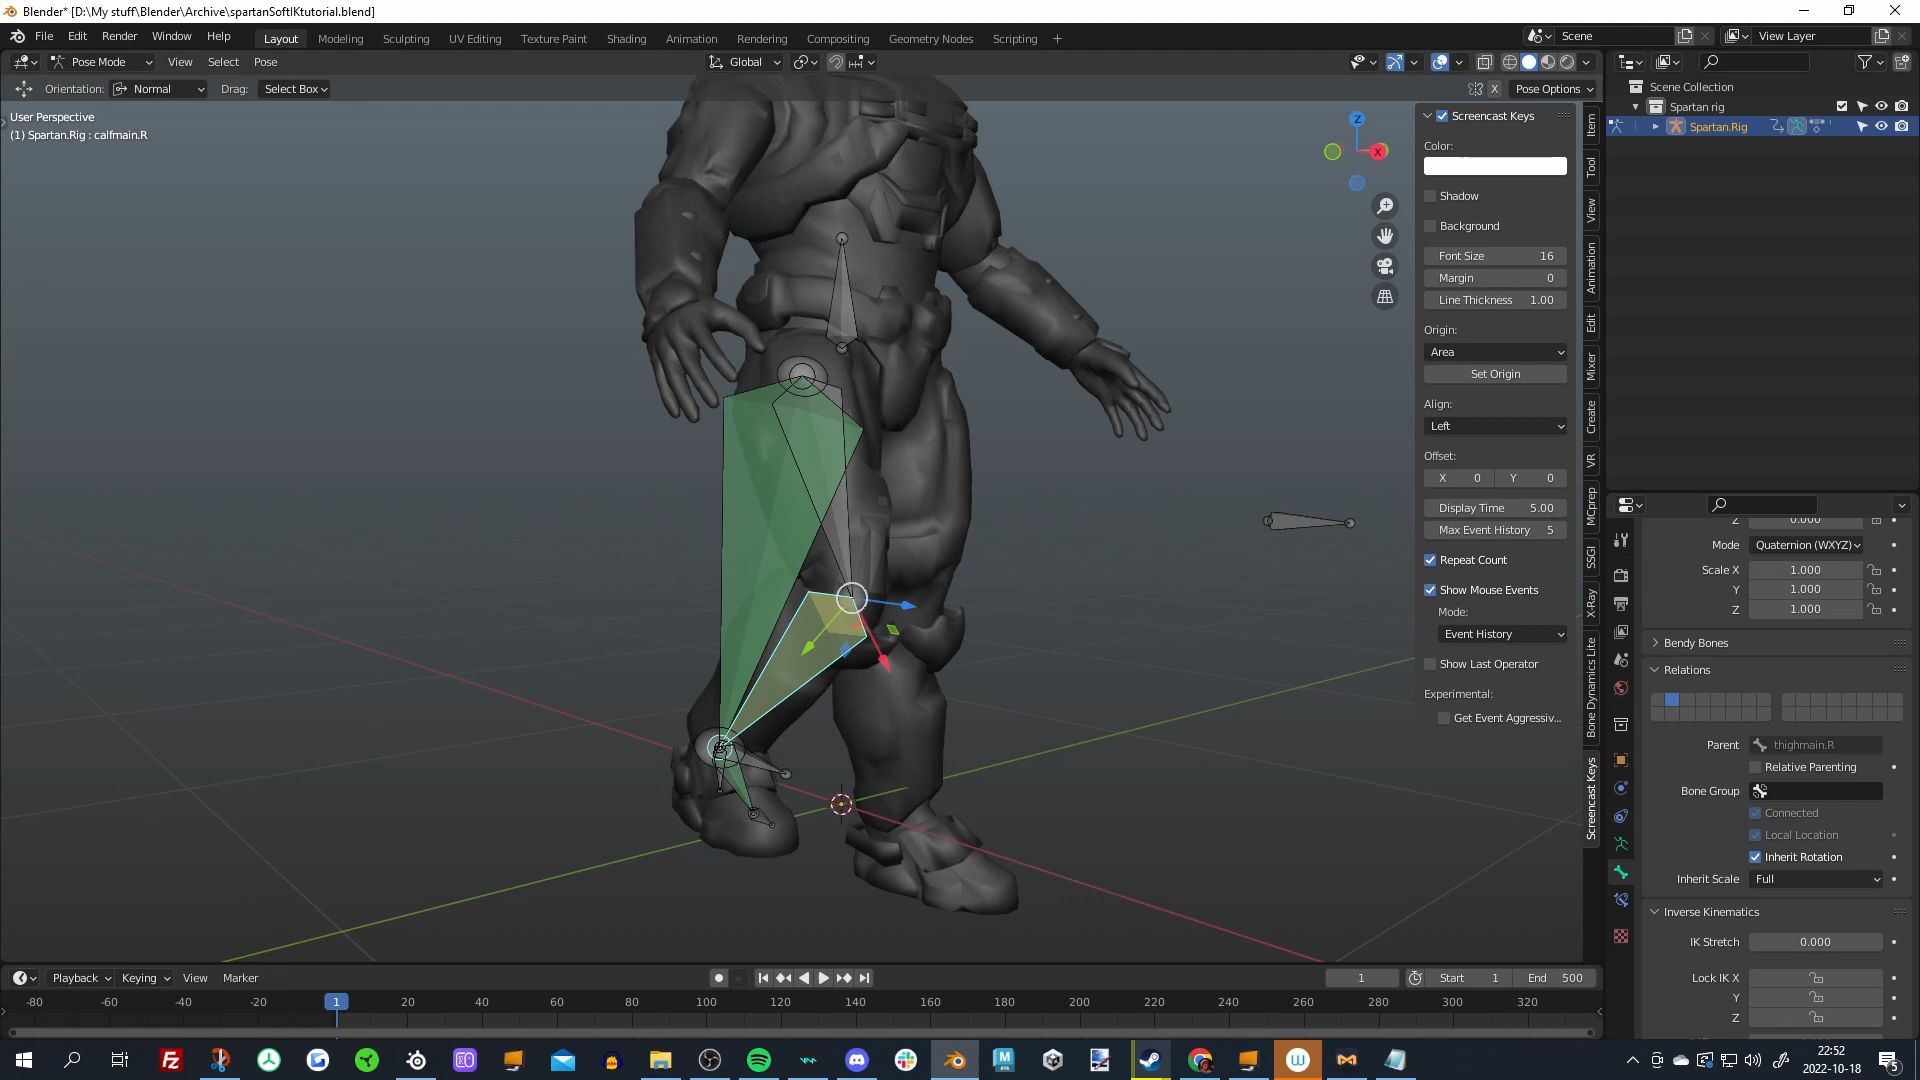 Blender* [D:\My stuff\Blender\Archive\spartanSoftIKtutorial.blend]
File Edit Render Window Help Layout Modeling Sculpting UV Editing Texture Paint Shading Animation Rendering Compositing Geometry Nodes Scripting + Scene View Layer
Pose Mode View Select Pose Global
Orientation: Normal Drag: Select Box X Pose Options
User Perspective
(1) Spartan.Rig : calfmain.R
Z
X
Screencast Keys
Color:
Shadow
Background
Font Size 16
Margin 0
Line Thickness 1.00
Origin:
Area
Set Origin
Align:
Left
Offset:
X 0 Y 0
Display Time 5.00
Max Event History 5
Repeat Count
Show Mouse Events
Mode:
Event History
Show Last Operator
Experimental:
Get Event Aggressiv...
Item
Tool
View
Animation
Edit
Mixer
Create
VR
MCprep
SSGI
X-Ray
Bone Dynamics Lite
Screencast Keys
Scene Collection
Spartan rig
Spartan.Rig
Z 0.000
Mode Quaternion (WXYZ)
Scale X 1.000
Y 1.000
Z 1.000
Bendy Bones
Relations
Parent thighmain.R
Relative Parenting
Bone Group
Connected
Local Location
Inherit Rotation
Inherit Scale Full
Inverse Kinematics
IK Stretch 0.000
Lock IK X
Y
Z
Playback Keying View Marker 1 Start 1 End 500
-80 -60 -40 -20 1 20 40 60 80 100 120 140 160 180 200 220 240 260 280 300 320
22:52
2022-10-18
5